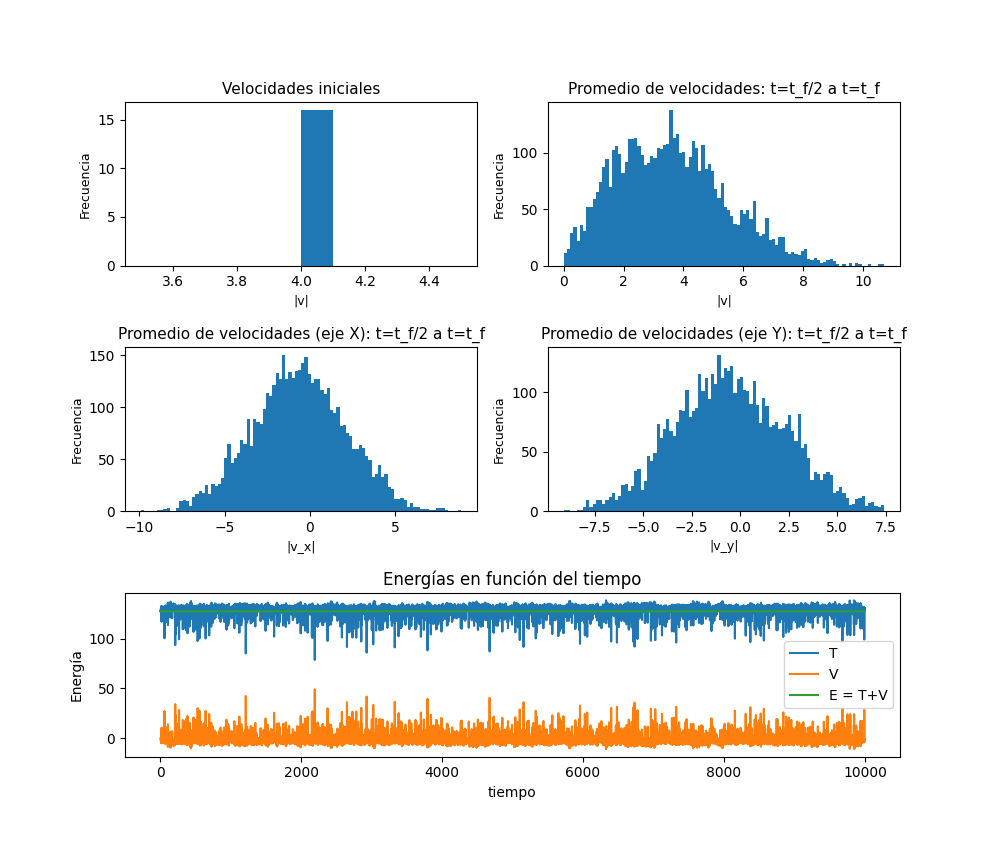 Velocidades iniciales
Frecuencia
15
10
5
0
3.6 3.8 4.0 4.2 4.4
|v|
Promedio de velocidades: t=t_f/2 a t=t_f
Frecuencia
100
50
0
0 2 4 6 8 10
|v|
Promedio de velocidades (eje X): t=t_f/2 a t=t_f
Frecuencia
150
100
50
0
−10 −5 0 5
|v_x|
Promedio de velocidades (eje Y): t=t_f/2 a t=t_f
Frecuencia
100
50
0
−7.5 −5.0 −2.5 0.0 2.5 5.0 7.5
|v_y|
Energías en función del tiempo
Energía
100
50
0
T
V
E = T+V
0 2000 4000 6000 8000 10000
tiempo